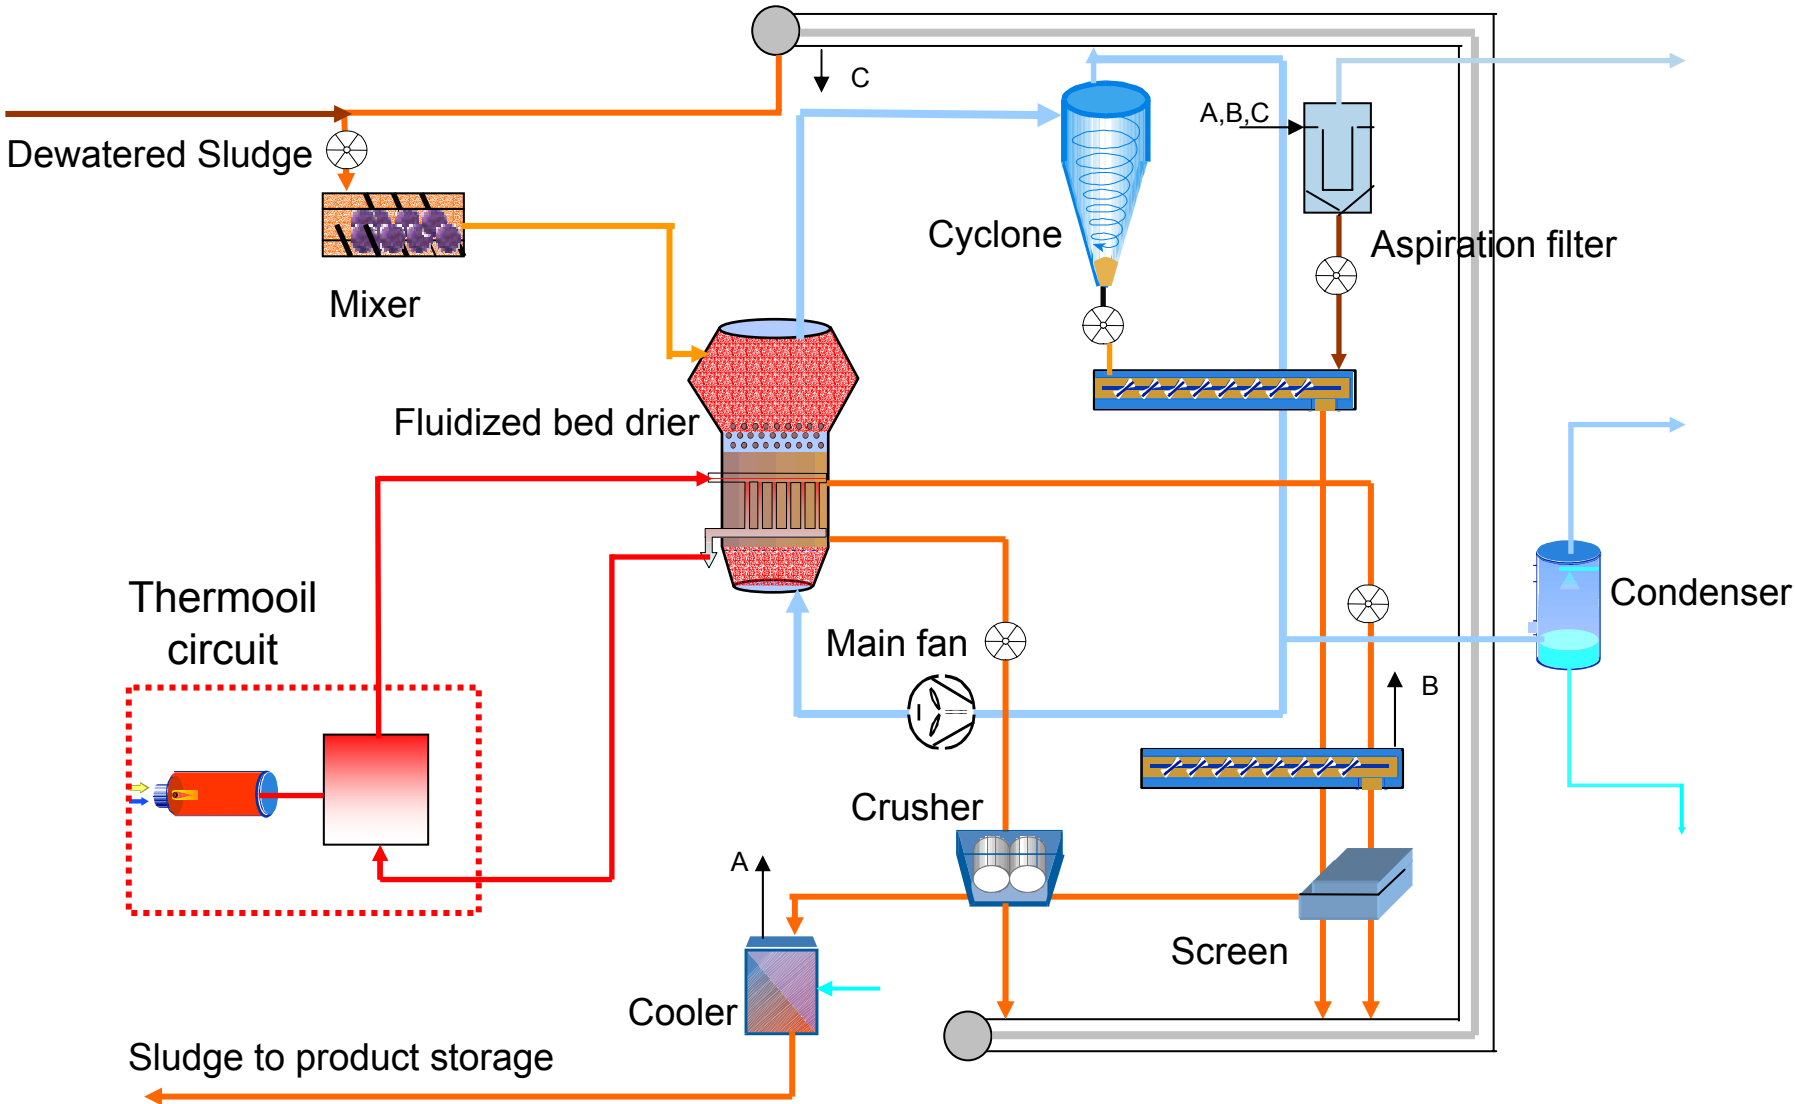 C
A,B,C
Dewatered Sludge
Cyclone
Aspiration filter
Mixer
Fluidized bed drier
Thermooil
circuit
Condenser
Main fan
B
Crusher
A
Screen
Cooler
Sludge to product storage